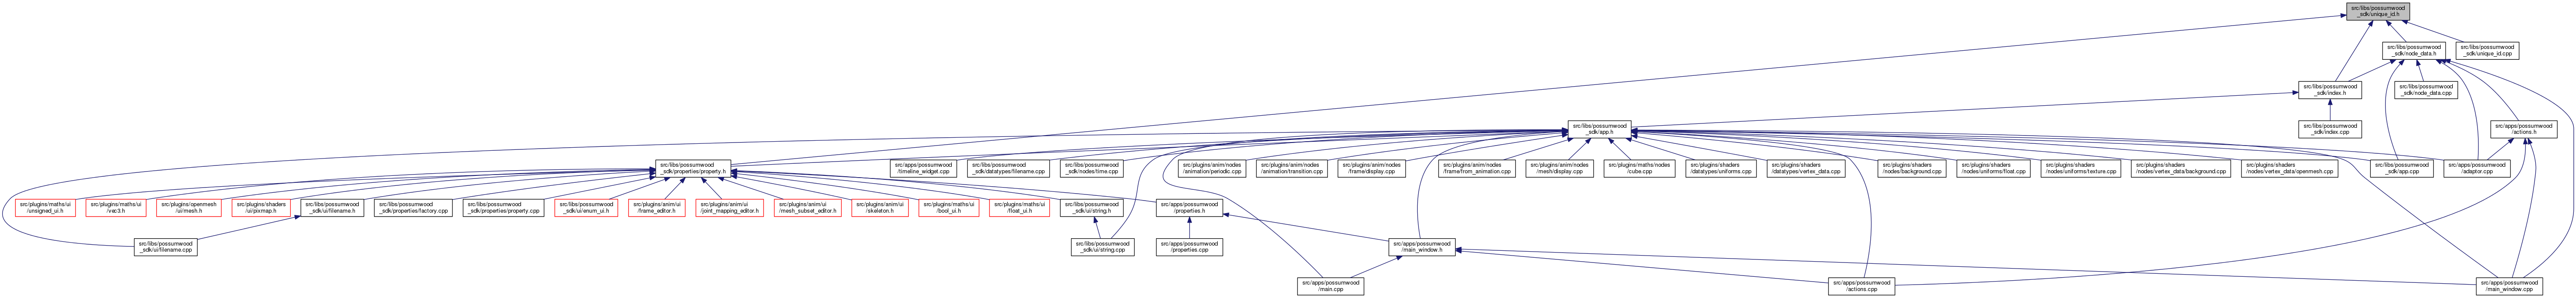 src/libs/possumwood
_sdk/unique_id.h
src/libs/possumwood
_sdk/node_data.h
src/libs/possumwood
_sdk/unique_id.cpp
src/libs/possumwood
_sdk/index.h
src/libs/possumwood
_sdk/node_data.cpp
src/libs/possumwood
_sdk/app.h
src/libs/possumwood
_sdk/index.cpp
src/apps/possumwood
/actions.h
src/libs/possumwood
_sdk/properties/property.h
src/apps/possumwood
/timeline_widget.cpp
src/libs/possumwood
_sdk/datatypes/filename.cpp
src/libs/possumwood
_sdk/nodes/time.cpp
src/plugins/anim/nodes
/animation/periodic.cpp
src/plugins/anim/nodes
/animation/transition.cpp
src/plugins/anim/nodes
/frame/display.cpp
src/plugins/anim/nodes
/frame/from_animation.cpp
src/plugins/anim/nodes
/mesh/display.cpp
src/plugins/maths/nodes
/cube.cpp
src/plugins/shaders
/datatypes/uniforms.cpp
src/plugins/shaders
/datatypes/vertex_data.cpp
src/plugins/shaders
/nodes/background.cpp
src/plugins/shaders
/nodes/uniforms/float.cpp
src/plugins/shaders
/nodes/uniforms/texture.cpp
src/plugins/shaders
/nodes/vertex_data/background.cpp
src/plugins/shaders
/nodes/vertex_data/openmesh.cpp
src/libs/possumwood
_sdk/app.cpp
src/apps/possumwood
/adaptor.cpp
src/plugins/maths/ui
/unsigned_ui.h
src/plugins/maths/ui
/vec3.h
src/plugins/openmesh
/ui/mesh.h
src/plugins/shaders
/ui/pixmap.h
src/libs/possumwood
_sdk/ui/filename.h
src/libs/possumwood
_sdk/properties/factory.cpp
src/libs/possumwood
_sdk/properties/property.cpp
src/libs/possumwood
_sdk/ui/enum_ui.h
src/plugins/anim/ui
/frame_editor.h
src/plugins/anim/ui
/joint_mapping_editor.h
src/plugins/anim/ui
/mesh_subset_editor.h
src/plugins/anim/ui
/skeleton.h
src/plugins/maths/ui
/bool_ui.h
src/plugins/maths/ui
/float_ui.h
src/libs/possumwood
_sdk/ui/string.h
src/apps/possumwood
/properties.h
src/libs/possumwood
_sdk/ui/filename.cpp
src/libs/possumwood
_sdk/ui/string.cpp
src/apps/possumwood
/properties.cpp
src/apps/possumwood
/main_window.h
src/apps/possumwood
/main.cpp
src/apps/possumwood
/actions.cpp
src/apps/possumwood
/main_window.cpp